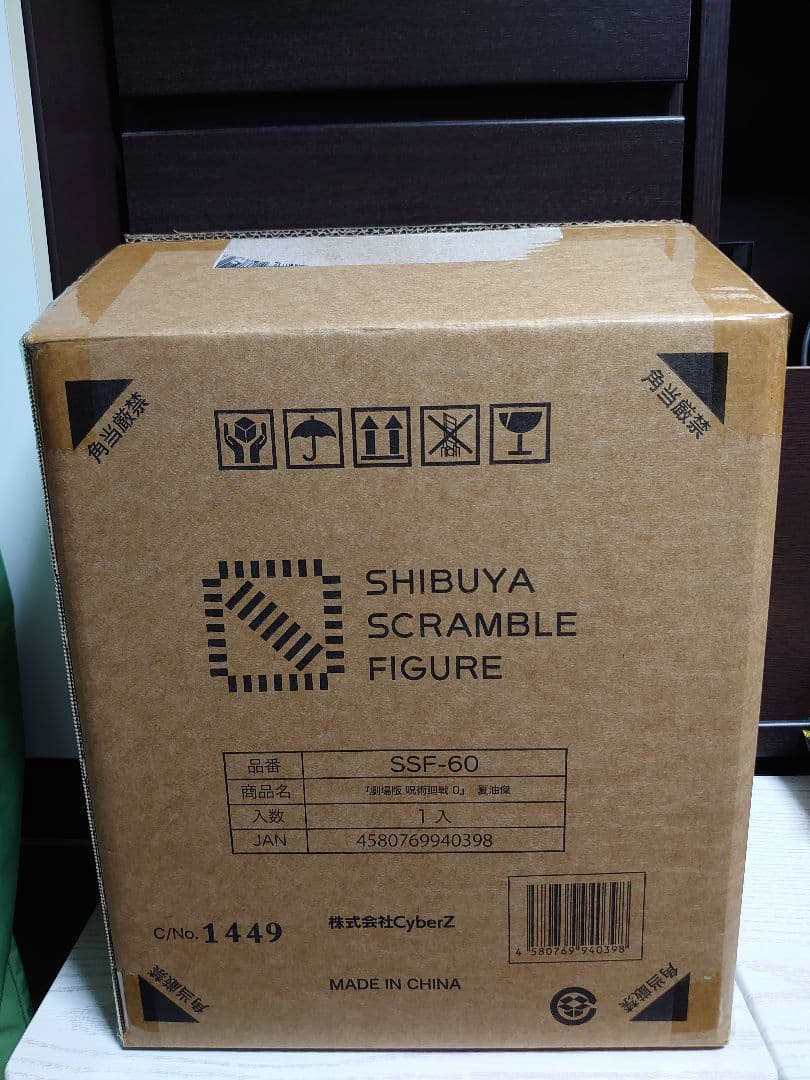 角当厳禁
角当厳禁
SHIBUYA
SCRAMBLE
FIGURE
品番 SSF-60
商品名 『劇場版 呪術廻戦 0』 夏油傑
入数 1入
JAN 4580769940398
C/No. 1449
株式会社CyberZ
4 580769 940398
MADE IN CHINA
角当厳禁
角当厳禁